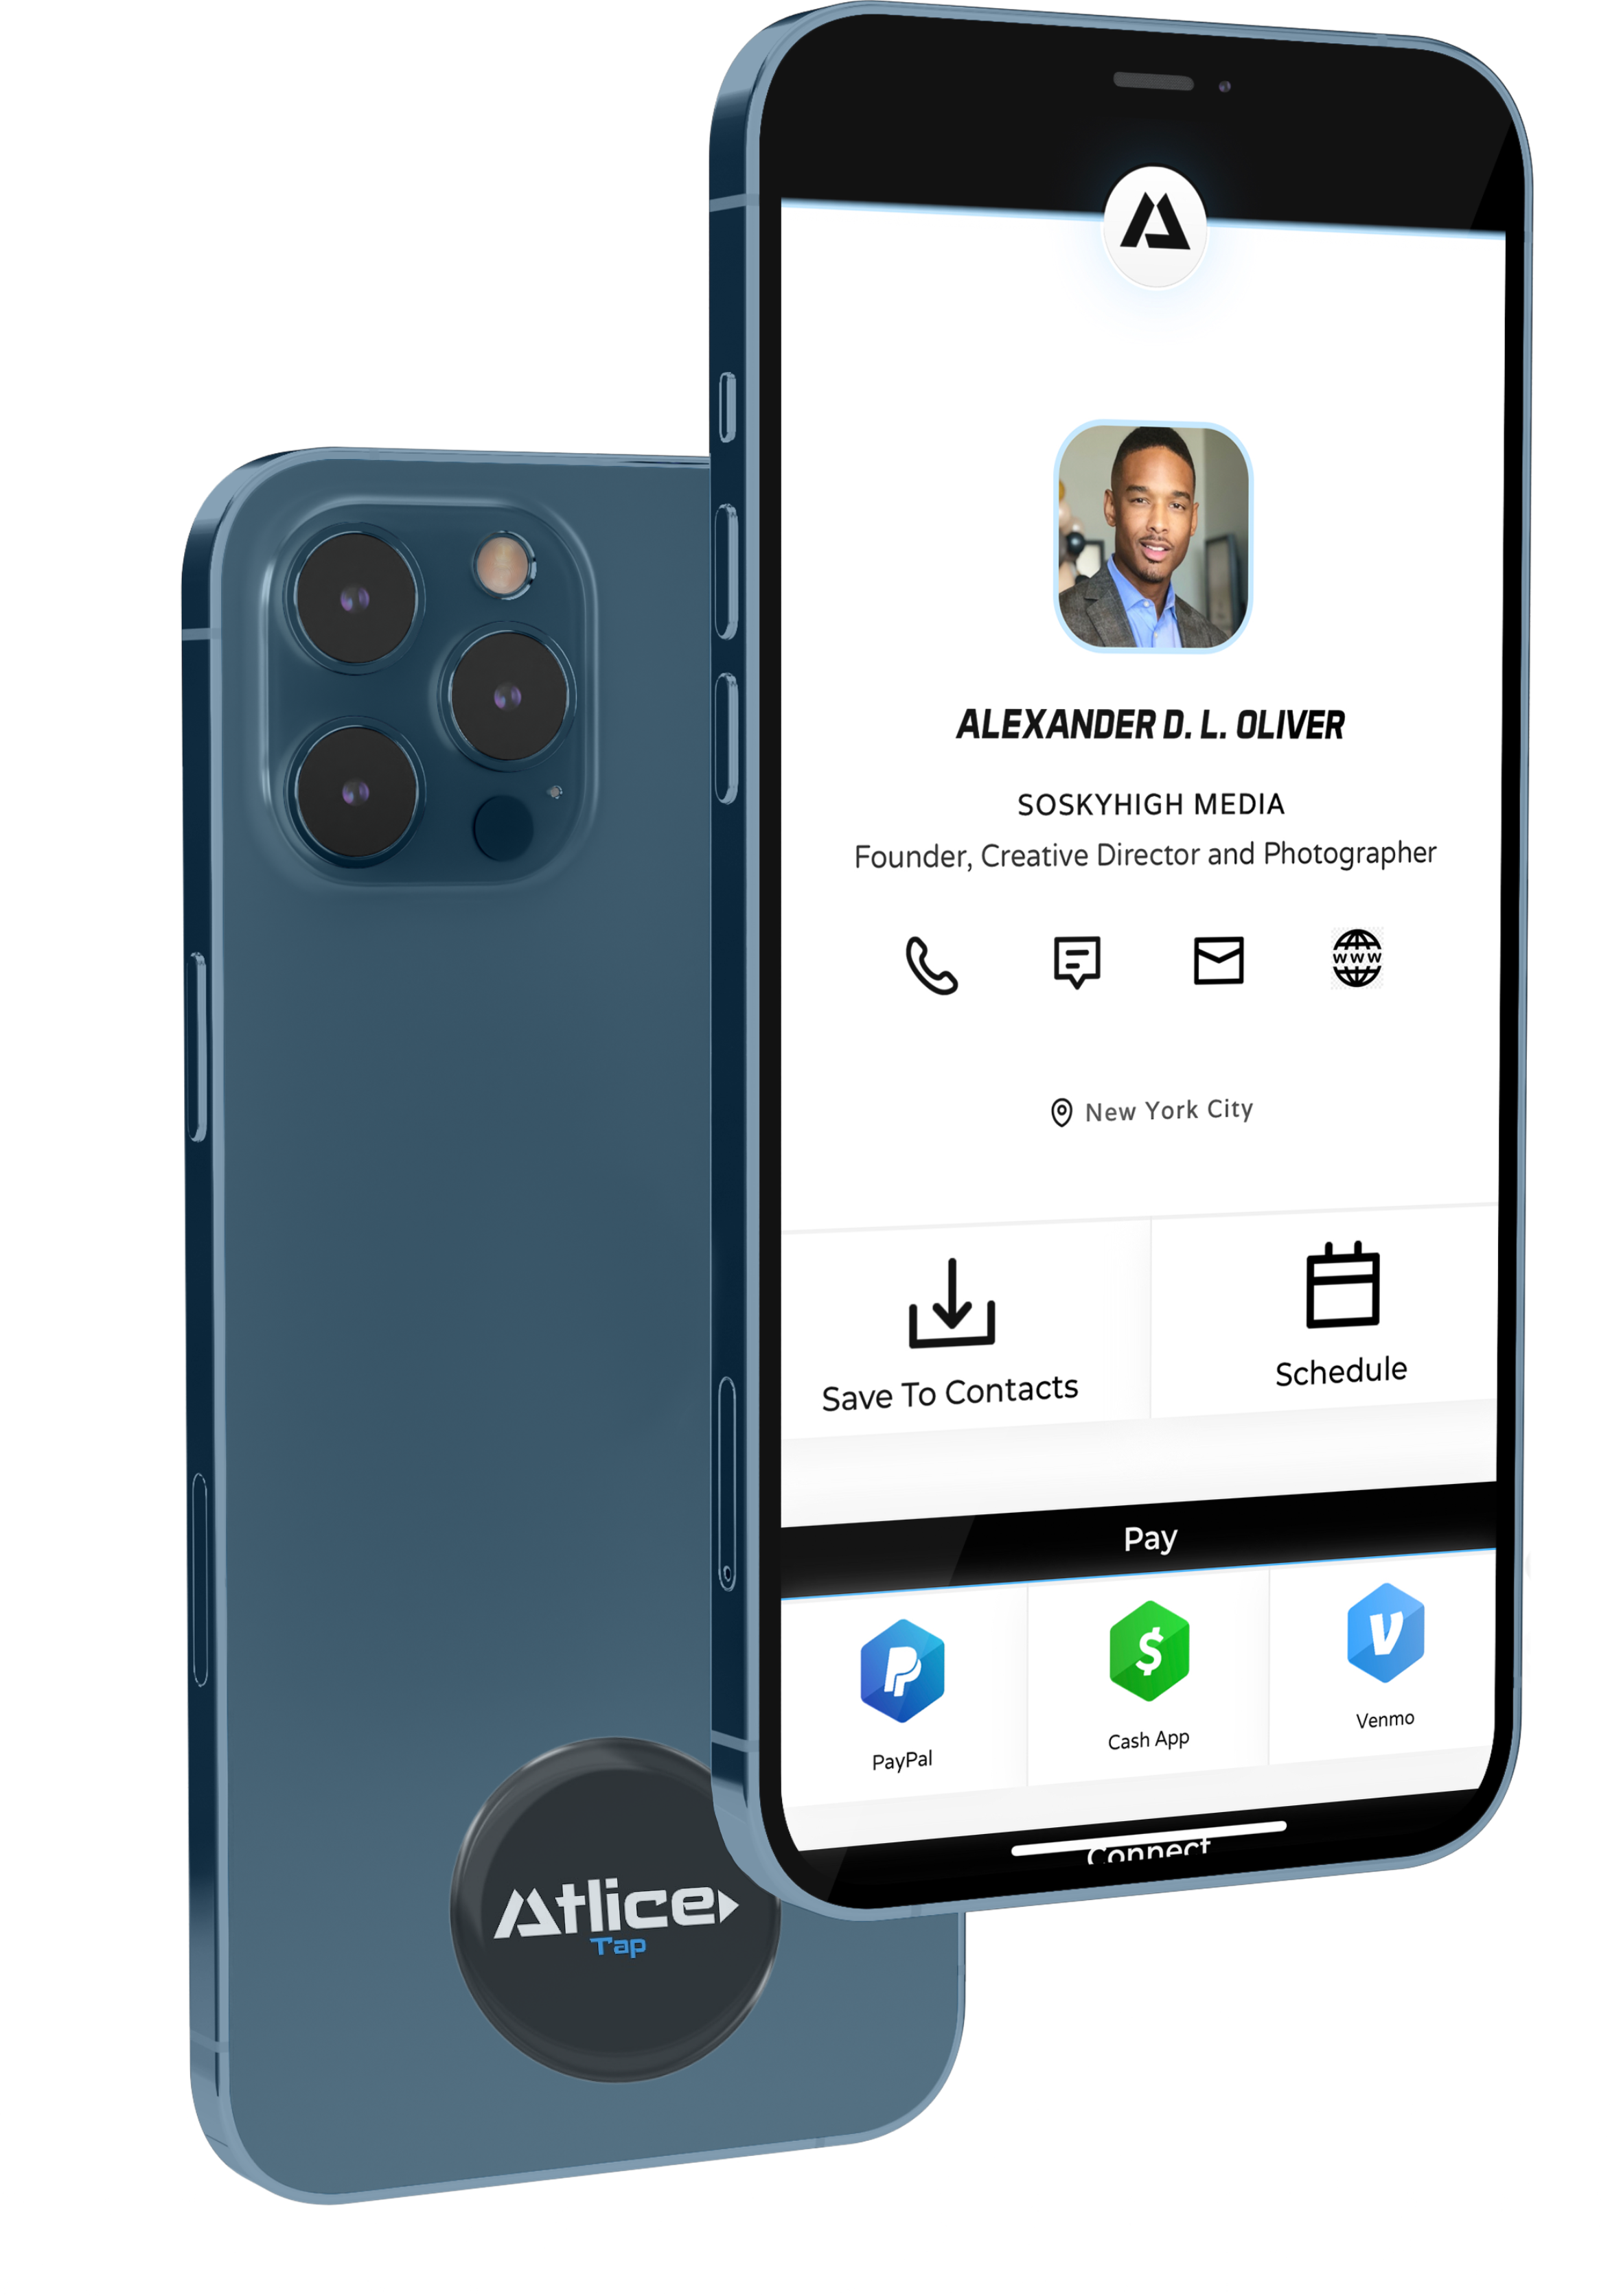 ALEXANDER D. L. OLIVER
SOSKYHIGH MEDIA
Founder, Creative Director and Photographer
WWW
New York City
Save To Contacts
Schedule
Pay
PayPal
Cash App
Venmo
Connect
Atlice
Tap